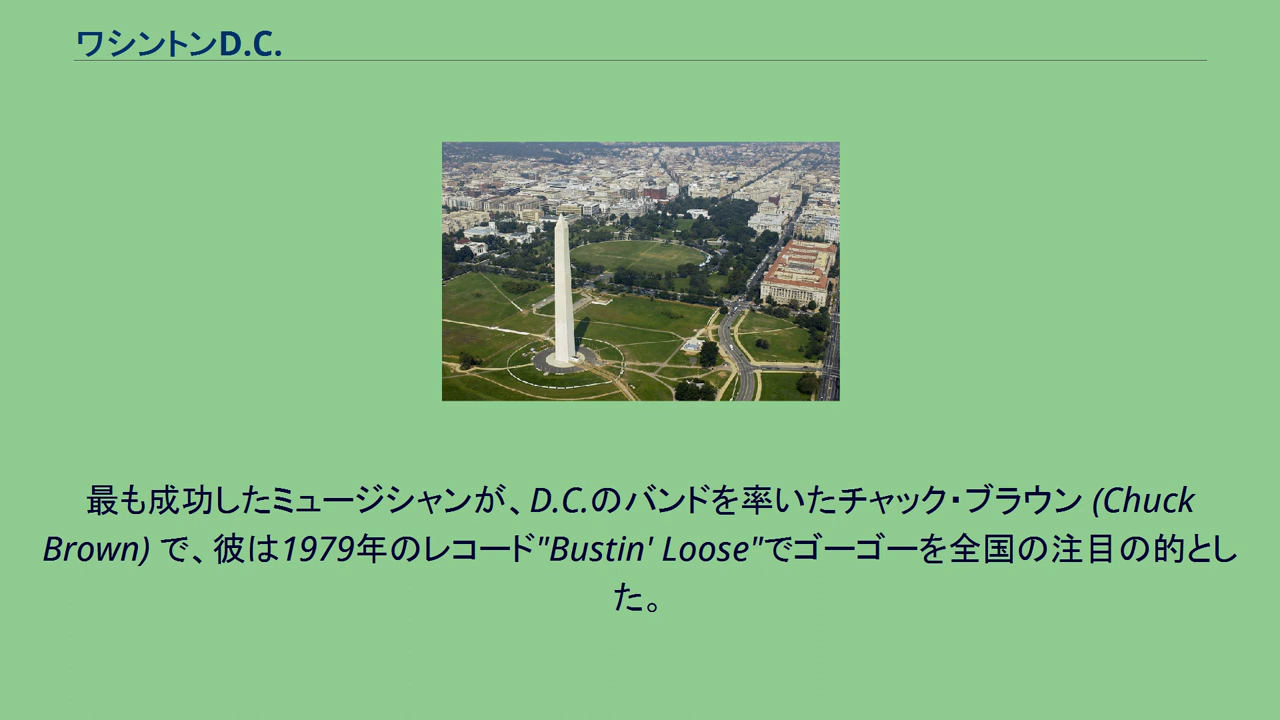 ワシントンD.C.
最も成功したミュージシャンが、D.C.のバンドを率いたチャック・ブラウン (Chuck
Brown) で、彼は1979年のレコード"Bustin' Loose"でゴーゴーを全国の注目の的とし
た。